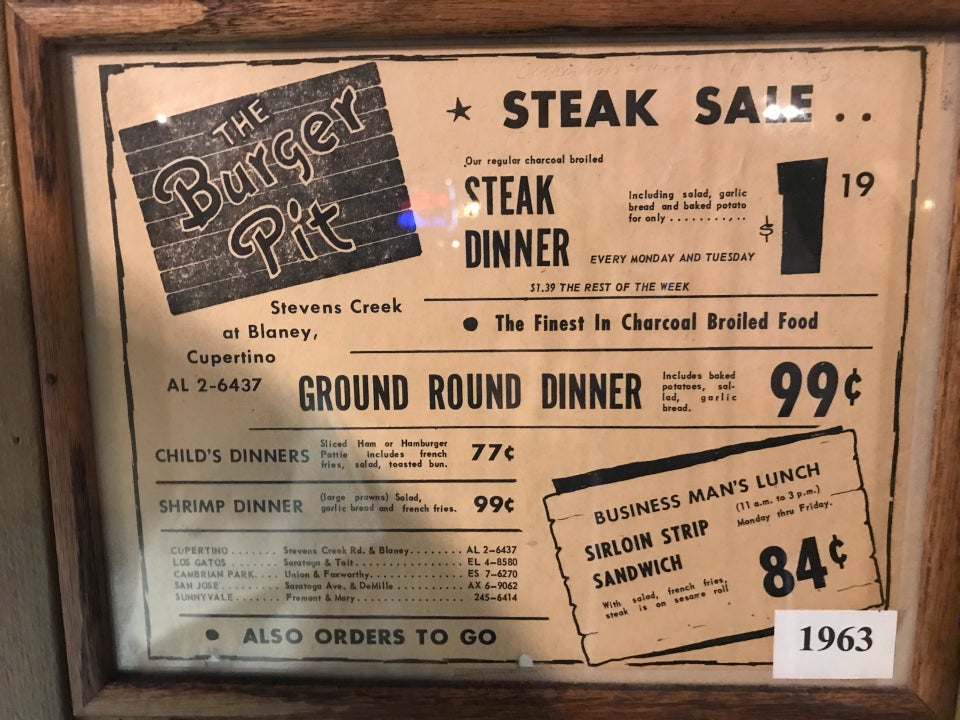 THE
Burger
Pit
★ STEAK SALE . .
Our regular charcoal broiled
STEAK
DINNER
Including salad, garlic
bread and baked potato
for only . . . . . . . . . . .
$1 19
EVERY MONDAY AND TUESDAY
$1.39 THE REST OF THE WEEK
Stevens Creek
at Blaney,
Cupertino
AL 2-6437
● The Finest In Charcoal Broiled Food
GROUND ROUND DINNER
Includes baked
potatoes, sal-
lad, garlic
bread.
99¢
CHILD'S DINNERS
Sliced Ham or Hamburger
Pattie includes french
fries, salad, toasted bun.
77¢
SHRIMP DINNER
(large prawns) Salad,
garlic bread and french fries.
99¢
CUPERTINO . . . . . . . Stevens Creek Rd. & Blaney. . . . . . . . AL 2-6437
LOS GATOS . . . . . . . Saratoga & Tait. . . . . . . . . . . . . . EL 4-8580
CAMBRIAN PARK. . . . Union & Foxworthy. . . . . . . . . . . . ES 7-6270
SAN JOSE. . . . . . . . Saratoga Ave. & DeMille . . . . . . . . AX 6-9062
SUNNYVALE. . . . . . . Fremont & Mary. . . . . . . . . . . . . . 245-6414
● ALSO ORDERS TO GO
BUSINESS MAN'S LUNCH
(11 a.m. to 3 p.m.)
Monday thru Friday.
SIRLOIN STRIP
SANDWICH
84¢
With salad, french fries,
steak is on sesame roll
1963